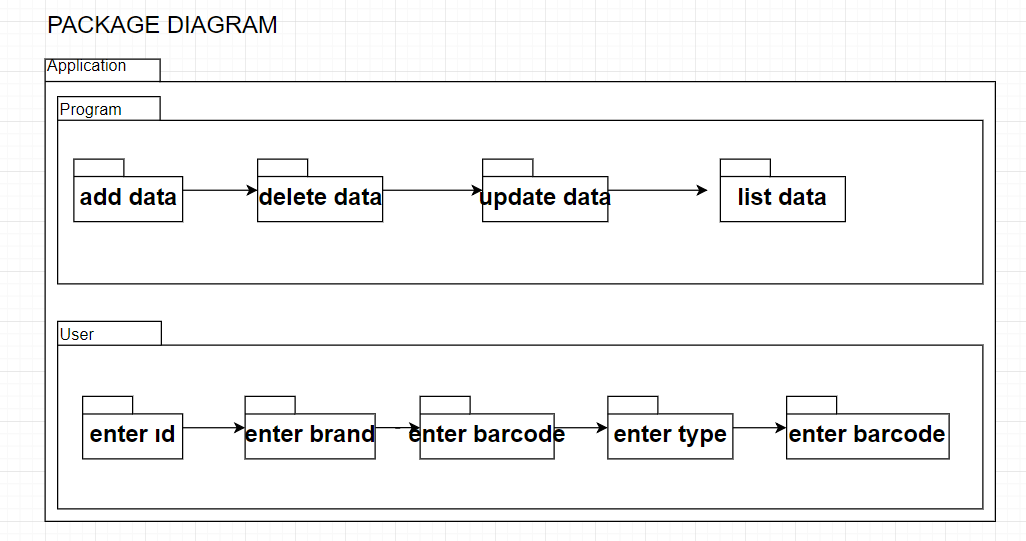 PACKAGE DIAGRAM
Application
Program
add data
delete data
update data
list data
User
enter ıd
enter brand
enter barcode
enter type
enter barcode